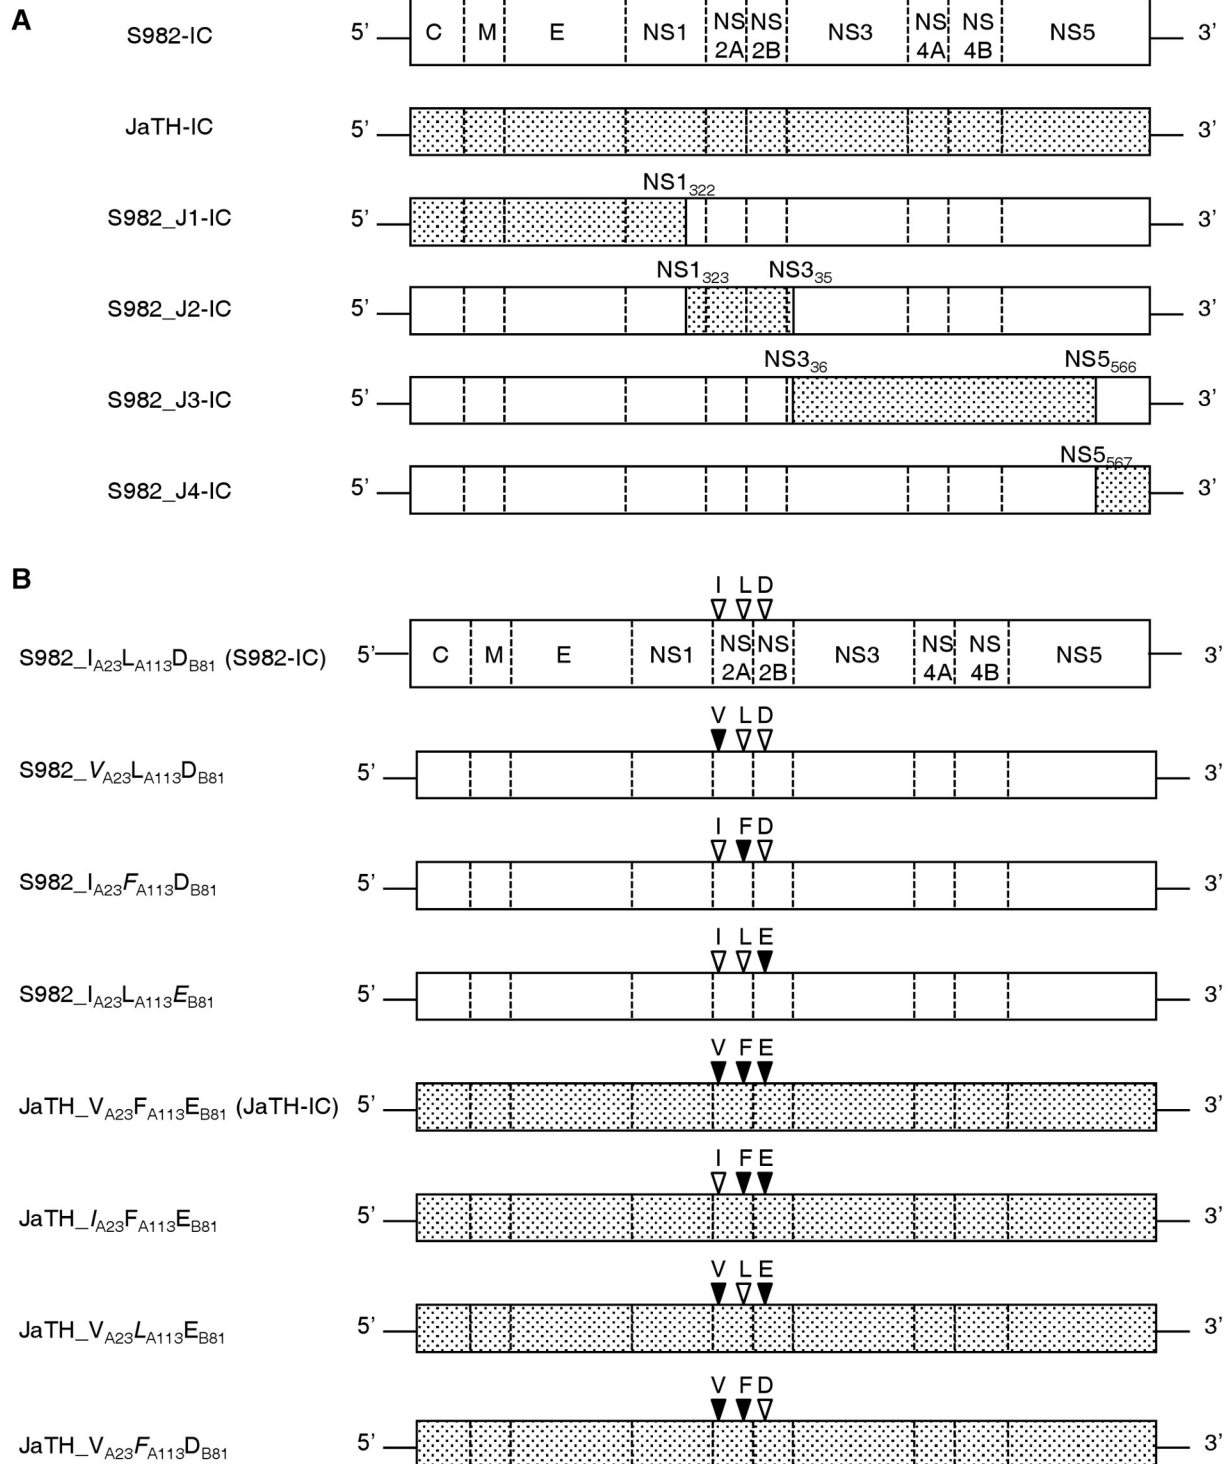 A
S982-IC 5’ C M E NS1 NS 2A NS 2B NS3 NS 4A NS 4B NS5 3’
JaTH-IC 5’ 3’
NS1322
S982_J1-IC 5’ 3’
NS1323 NS335
S982_J2-IC 5’ 3’
NS336 NS5566
S982_J3-IC 5’ 3’
NS5567
S982_J4-IC 5’ 3’
B
I L D
S982_IA23LA113DB81 (S982-IC) 5’ C M E NS1 NS 2A NS 2B NS3 NS 4A NS 4B NS5 3’
V L D
S982_VA23LA113DB81 5’ 3’
I F D
S982_IA23FA113DB81 5’ 3’
I L E
S982_IA23LA113EB81 5’ 3’
V F E
JaTH_VA23FA113EB81 (JaTH-IC) 5’ 3’
I F E
JaTH_IA23FA113EB81 5’ 3’
V L E
JaTH_VA23LA113EB81 5’ 3’
V F D
JaTH_VA23FA113DB81 5’ 3’